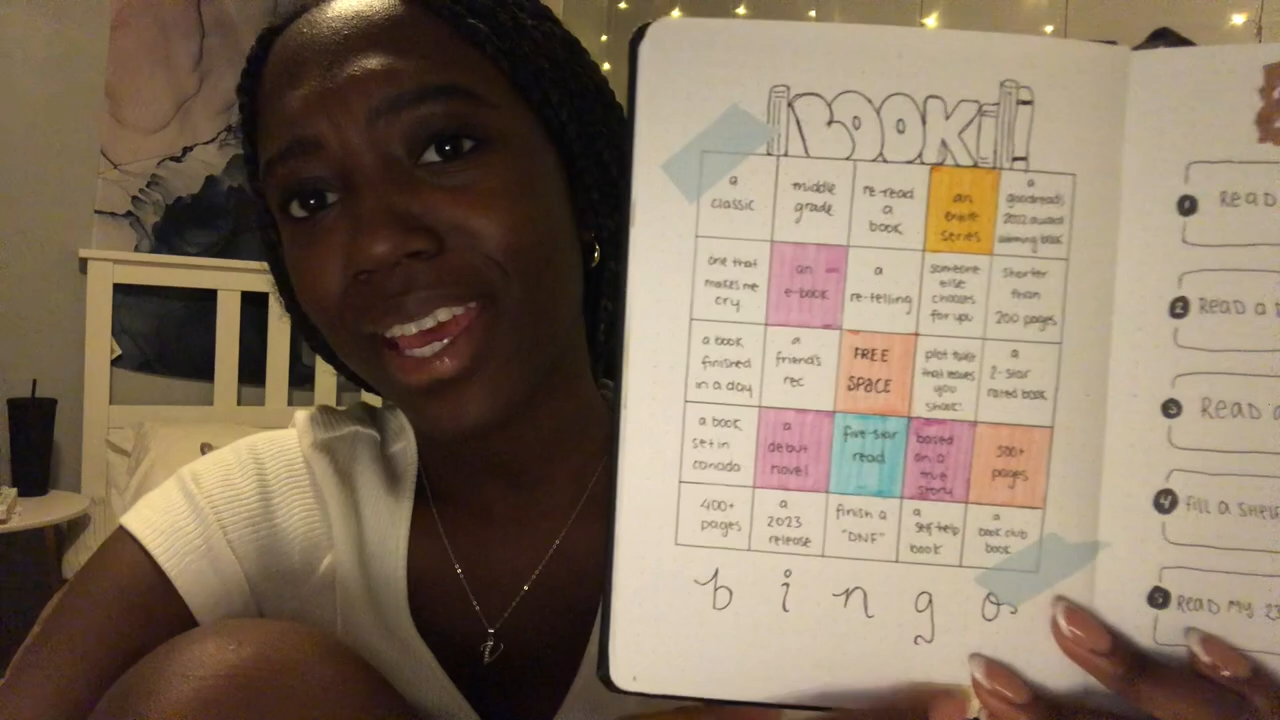 BOOKi
a classic
middle grade
re-read a book
an entire series
a goodreads 2022 award winning book
one that makes me cry
an e-book
a re-telling
someone else chooses for you
shorter than 200 pages
a book finished in a day
a friend's rec
FREE SPACE
plot twist that leaves you shook
a 2-star rated book
a book set in canada
a debut novel
five-star read
based on a true story
500+ pages
400+ pages
a 2023 release
finish a "DNF"
a self help book
a book club book
bingo
1 READ
2 READ a
3 READ
4 fill a SHELF
5 READ MY 23